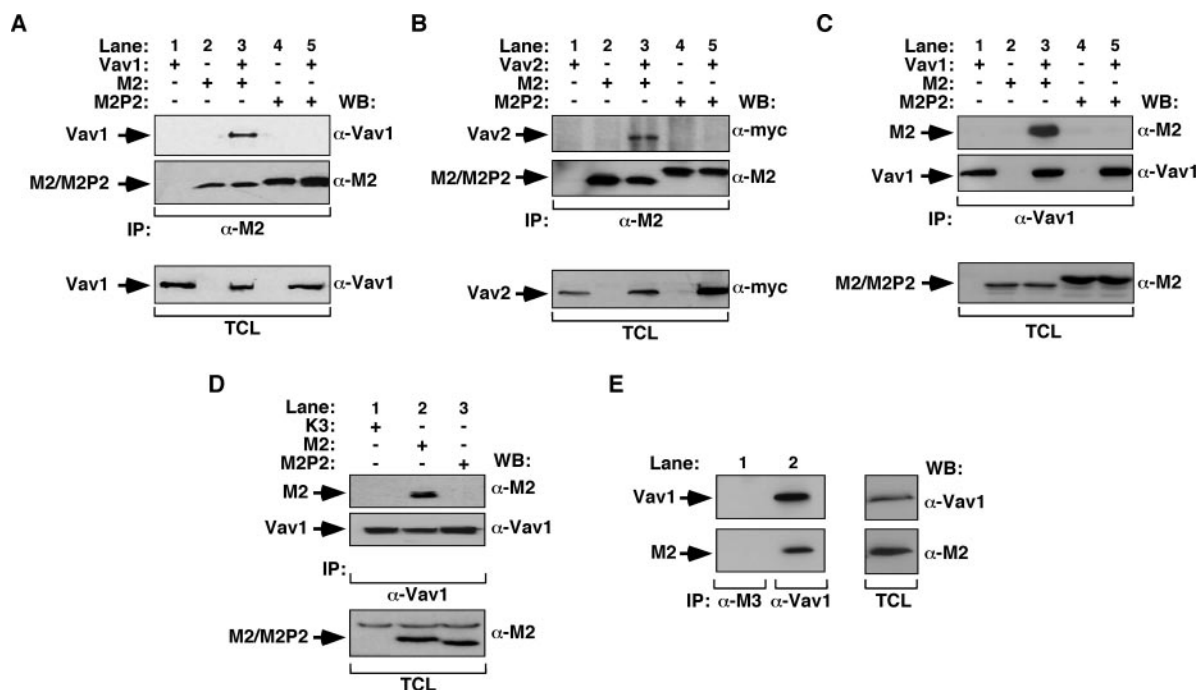 A
Lane: 1 2 3 4 5
Vav1: + - + - +
M2: - + + - -
M2P2: - - - + + WB:
Vav1 α-Vav1
M2/M2P2 α-M2
IP: α-M2
Vav1 α-Vav1
TCL
B
Lane: 1 2 3 4 5
Vav2: + - + - +
M2: - + + - -
M2P2: - - - + + WB:
Vav2 α-myc
M2/M2P2 α-M2
IP: α-M2
Vav2 α-myc
TCL
C
Lane: 1 2 3 4 5
Vav1: + - + - +
M2: - + + - -
M2P2: - - - + + WB:
M2 α-M2
Vav1 α-Vav1
IP: α-Vav1
M2/M2P2 α-M2
TCL
D
Lane: 1 2 3
K3: + - -
M2: - + -
M2P2: - - + WB:
M2 α-M2
Vav1 α-Vav1
IP:
α-Vav1
M2/M2P2 α-M2
TCL
E
Lane: 1 2 WB:
Vav1 α-Vav1
M2 α-M2
IP: α-M3 α-Vav1 TCL